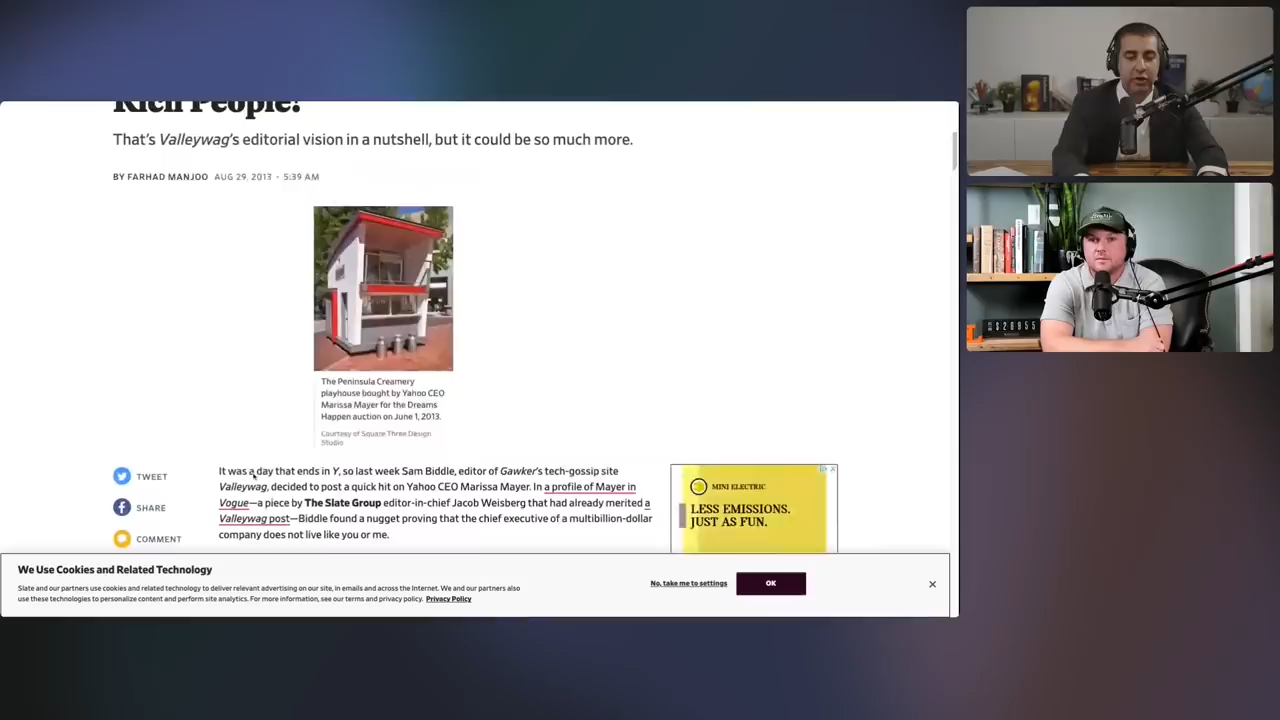 Rich People!
That's Valleywag's editorial vision in a nutshell, but it could be so much more.
BY FARHAD MANJOO AUG 29, 2013 • 5:39 AM
The Peninsula Creamery
playhouse bought by Yahoo CEO
Marissa Mayer for the Dreams
Happen auction on June 1, 2013.
Courtesy of Square Three Design
Studio
TWEET
SHARE
COMMENT
It was a day that ends in Y, so last week Sam Biddle, editor of Gawker's tech-gossip site
Valleywag, decided to post a quick hit on Yahoo CEO Marissa Mayer. In a profile of Mayer in
Vogue—a piece by The Slate Group editor-in-chief Jacob Weisberg that had already merited a
Valleywag post—Biddle found a nugget proving that the chief executive of a multibillion-dollar
company does not live like you or me.
MINI ELECTRIC
LESS EMISSIONS.
JUST AS FUN.
We Use Cookies and Related Technology
Slate and our partners use cookies and related technology to deliver relevant advertising on our site, in emails and across the Internet. We and our partners also
use these technologies to personalize content and perform site analytics. For more information, see our terms and privacy policy. Privacy Policy
No, take me to settings
OK